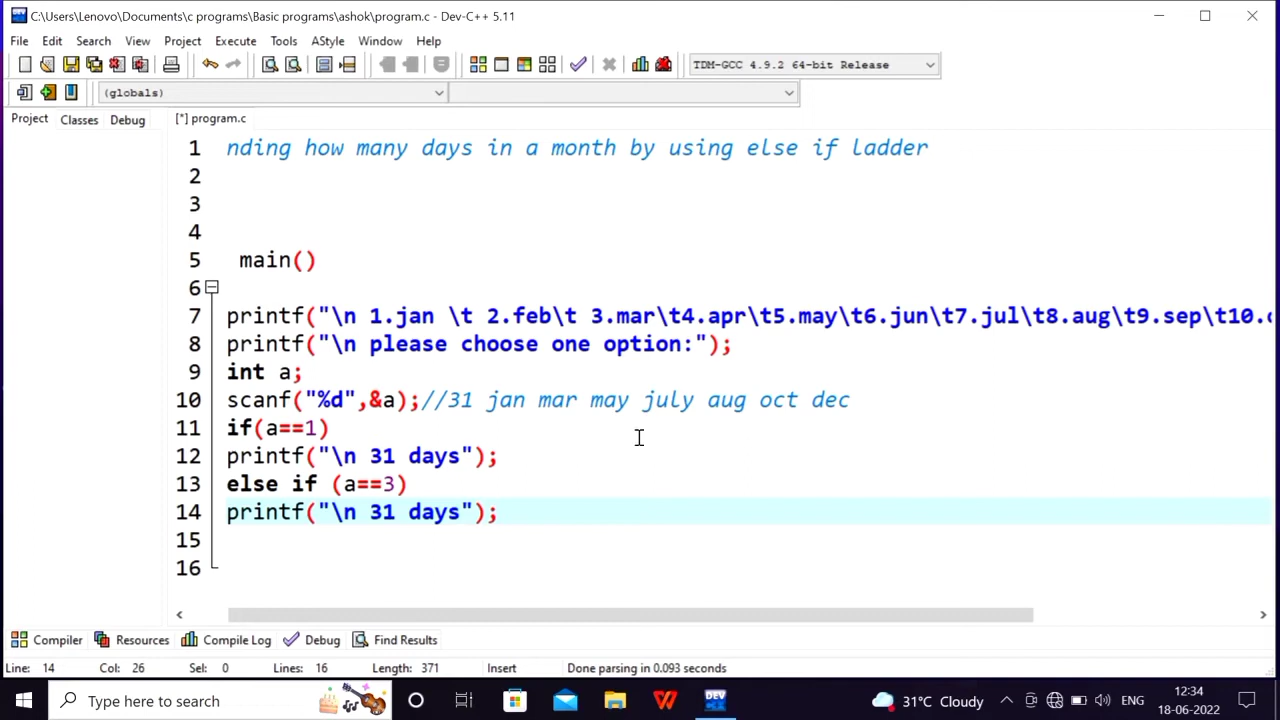 C:\Users\Lenovo\Documents\c programs\Basic programs\ashok\program.c - Dev-C++ 5.11
File Edit Search View Project Execute Tools AStyle Window Help
TDM-GCC 4.9.2 64-bit Release
(globals)
Project Classes Debug [*] program.c
1 nding how many days in a month by using else if ladder
2
3
4
5 main()
6
7 printf("\n 1.jan \t 2.feb\t 3.mar\t4.apr\t5.may\t6.jun\t7.jul\t8.aug\t9.sep\t10.
8 printf("\n please choose one option:");
9 int a;
10 scanf("%d",&a);//31 jan mar may july aug oct dec
11 if(a==1)
12 printf("\n 31 days");
13 else if (a==3)
14 printf("\n 31 days");
15
16
Compiler Resources Compile Log Debug Find Results
Line: 14 Col: 26 Sel: 0 Lines: 16 Length: 371 Insert Done parsing in 0.093 seconds
Type here to search DEV 31°C Cloudy ENG 12:34
18-06-2022